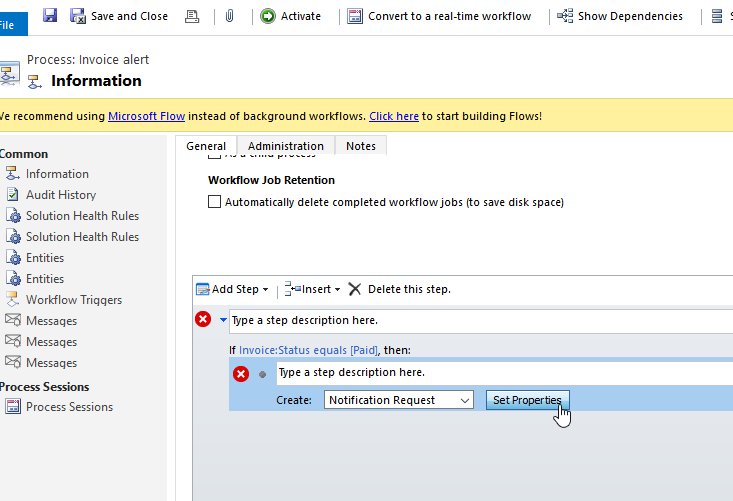 File
Save and Close
Activate
Convert to a real-time workflow
Show Dependencies
Process: Invoice alert
Information
We recommend using Microsoft Flow instead of background workflows. Click here to start building Flows!
Common
Information
Audit History
Solution Health Rules
Solution Health Rules
Entities
Entities
Workflow Triggers
Messages
Messages
Messages
Process Sessions
Process Sessions
General
Administration
Notes
As a child process
Workflow Job Retention
Automatically delete completed workflow jobs (to save disk space)
Add Step
Insert
Delete this step.
Type a step description here.
If Invoice:Status equals [Paid], then:
Type a step description here.
Create:
Notification Request
Set Properties